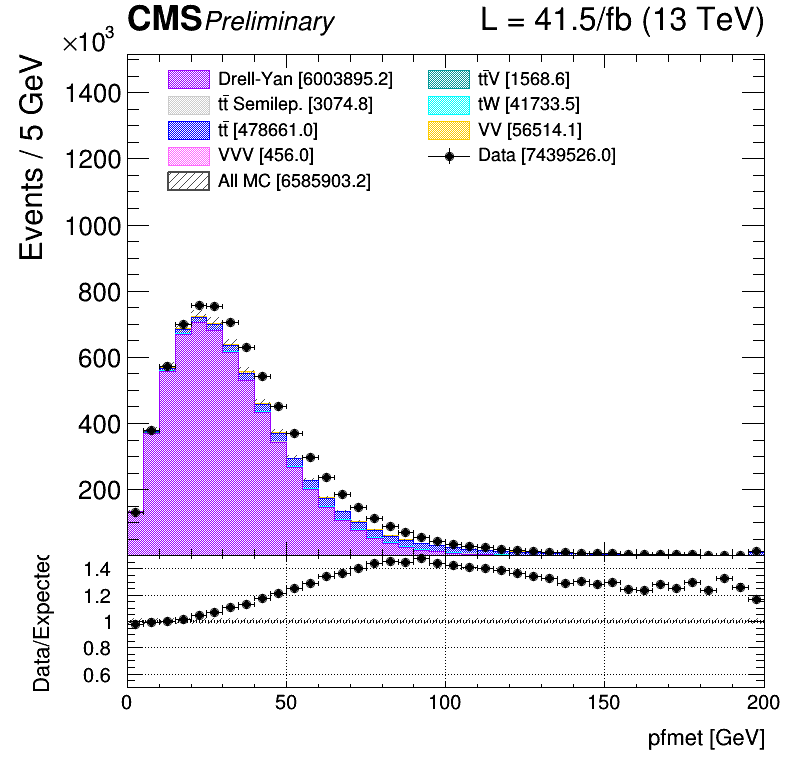 CMS Preliminary L = 41.5/fb (13 TeV)
×10³
Events / 5 GeV
1400
1200
1000
800
600
400
200
Drell-Yan [6003895.2]
tt̄ Semilep. [3074.8]
tt̄ [478661.0]
VVV [456.0]
All MC [6585903.2]
tt̄V [1568.6]
tW [41733.5]
VV [56514.1]
Data [7439526.0]
Data/Expected
1.4
1.2
1
0.8
0.6
0 50 100 150 200
pfmet [GeV]